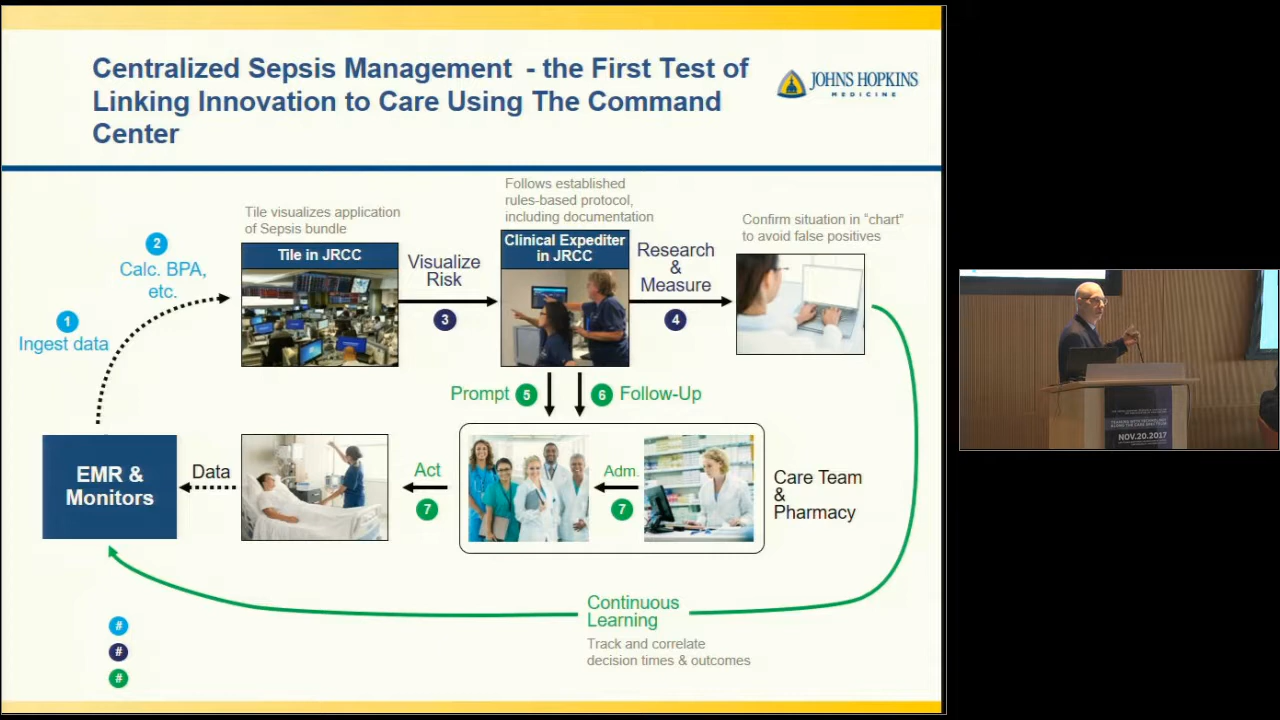 Centralized Sepsis Management - the First Test of
Linking Innovation to Care Using The Command
Center
JOHNS HOPKINS
MEDICINE
Follows established
rules-based protocol,
including documentation
Tile visualizes application
of Sepsis bundle
Confirm situation in “chart”
to avoid false positives
2
Calc. BPA,
etc.
1
Ingest data
Tile in JRCC
Visualize
Risk
3
Clinical Expediter
in JRCC
Research
&
Measure
4
Prompt 5
6 Follow-Up
EMR &
Monitors
Data
Act
7
Adm.
7
Care Team
&
Pharmacy
Continuous
Learning
Track and correlate
decision times & outcomes
#
#
#
NOV.20.2017